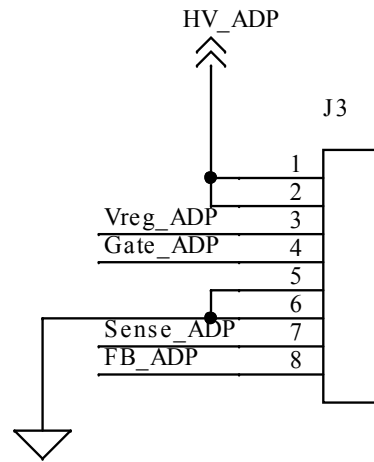 HV_ADP
J3
1
2
Vreg_ADP 3
Gate_ADP 4
5
6
Sense_ADP 7
FB_ADP 8